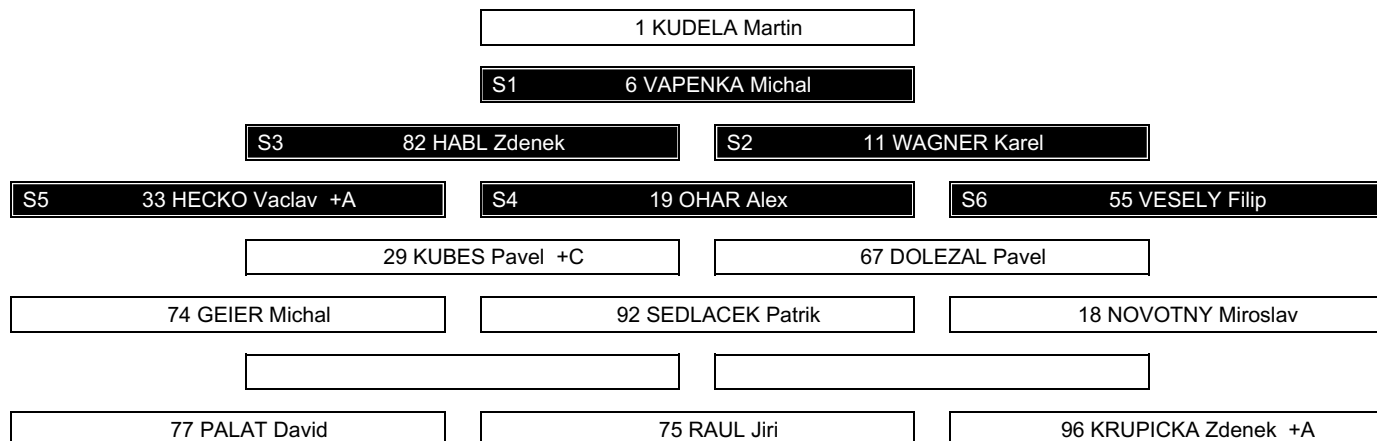 1 KUDELA Martin
S1 6 VAPENKA Michal
S3 82 HABL Zdenek S2 11 WAGNER Karel
S5 33 HECKO Vaclav +A S4 19 OHAR Alex S6 55 VESELY Filip
29 KUBES Pavel +C 67 DOLEZAL Pavel
74 GEIER Michal 92 SEDLACEK Patrik 18 NOVOTNY Miroslav
77 PALAT David 75 RAUL Jiri 96 KRUPICKA Zdenek +A